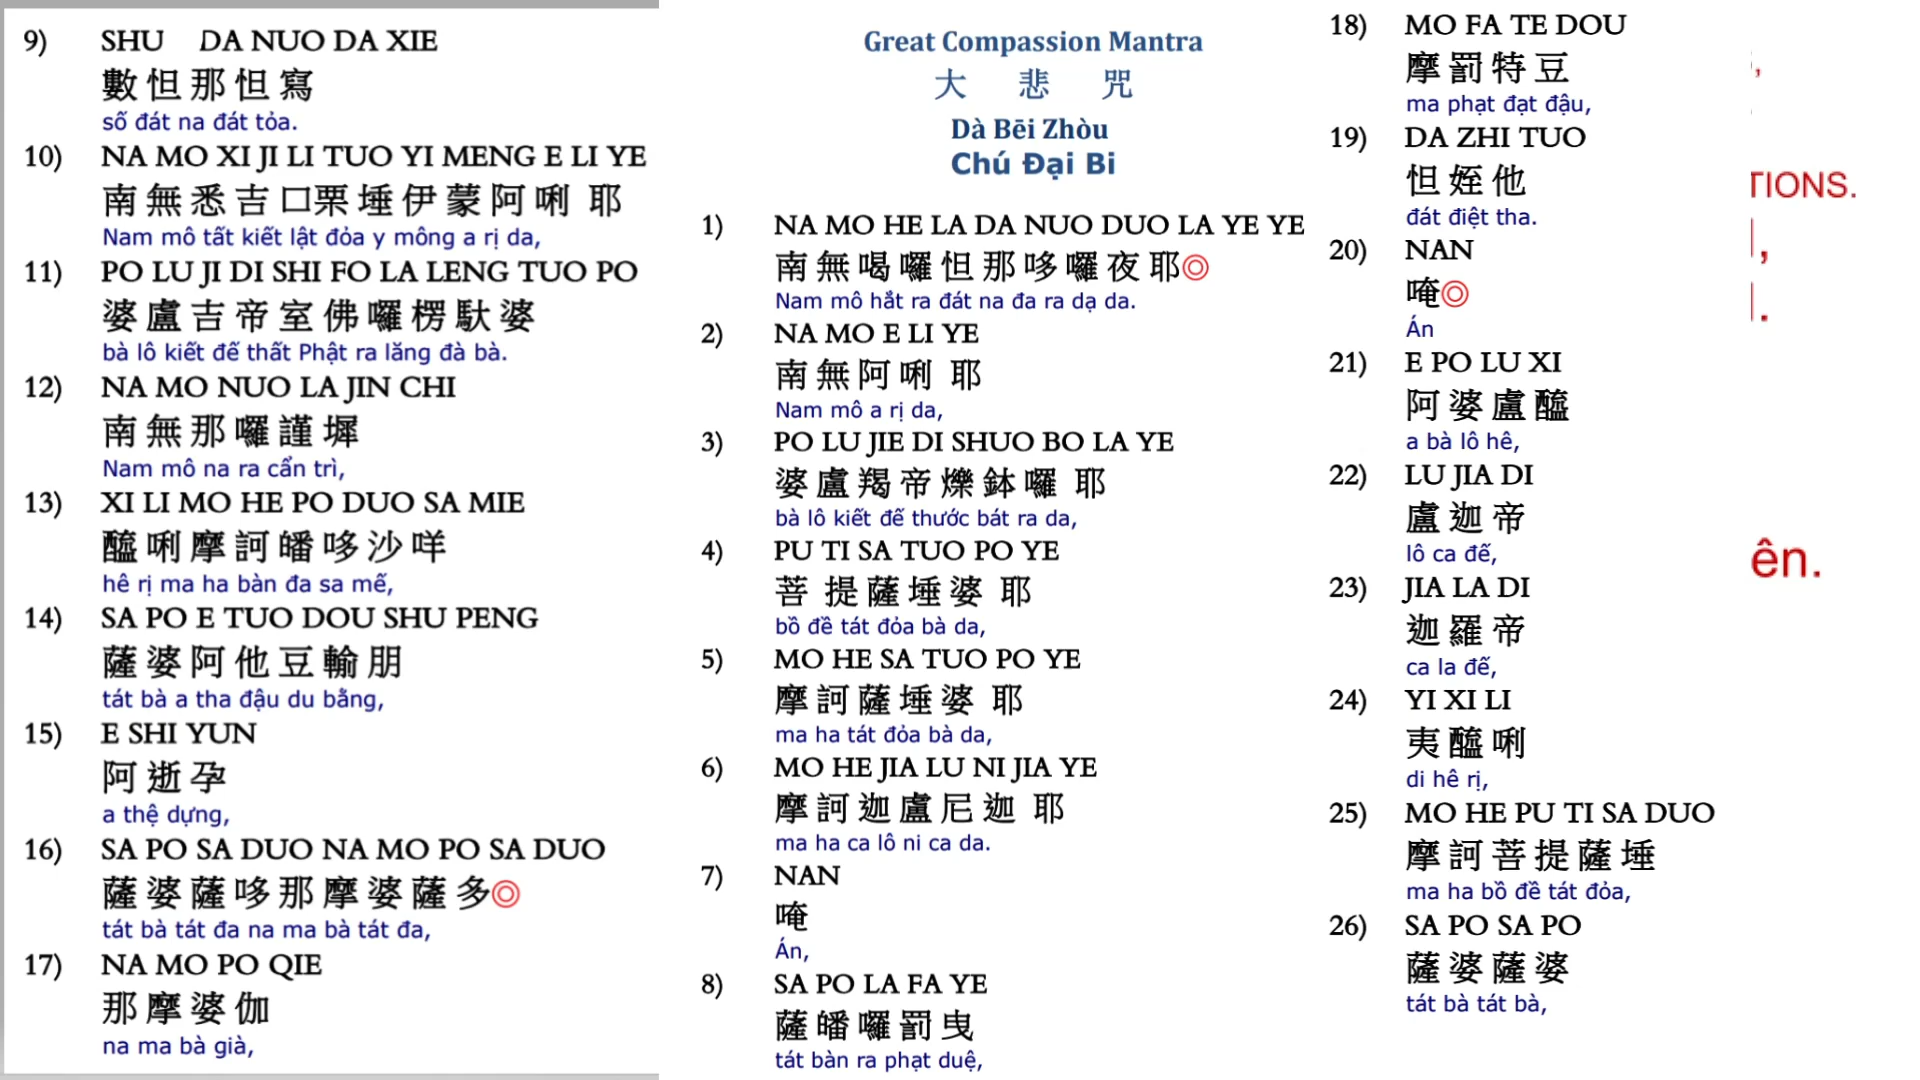 9) SHU DA NUO DA XIE
數怛那怛寫
số đát na đát tỏa.
10) NA MO XI JI LI TUO YI MENG E LI YE
南無悉吉口栗埵伊蒙阿唎 耶
Nam mô tất kiết lật đỏa y mông a rị da,
11) PO LU JI DI SHI FO LA LENG TUO PO
婆盧吉帝室佛囉楞馱婆
bà lô kiết đế thất Phật ra lăng đà bà.
12) NA MO NUO LA JIN CHI
南無那囉謹墀
Nam mô na ra cẩn trì,
13) XI LI MO HE PO DUO SA MIE
醯唎摩訶皤哆沙咩
hê rị ma ha bàn đa sa mế,
14) SA PO E TUO DOU SHU PENG
薩婆阿他豆輸朋
tát bà a tha đậu du bằng,
15) E SHI YUN
阿逝孕
a thệ dựng,
16) SA PO SA DUO NA MO PO SA DUO
薩婆薩哆那摩婆薩多◎
tát bà tát đa na ma bà tát đa,
17) NA MO PO QIE
那摩婆伽
na ma bà già,
Great Compassion Mantra
大 悲 咒
Dà Bēi Zhòu
Chú Đại Bi
1) NA MO HE LA DA NUO DUO LA YE YE
南無喝囉怛那哆囉夜耶◎
Nam mô hắt ra đát na đa ra dạ da.
2) NA MO E LI YE
南無阿唎 耶
Nam mô a rị da,
3) PO LU JIE DI SHUO BO LA YE
婆盧羯帝爍鉢囉 耶
bà lô kiết đế thước bát ra da,
4) PU TI SA TUO PO YE
菩 提薩埵婆 耶
bồ đề tát đỏa bà da,
5) MO HE SA TUO PO YE
摩訶薩埵婆 耶
ma ha tát đỏa bà da,
6) MO HE JIA LU NI JIA YE
摩訶迦盧尼迦 耶
ma ha ca lô ni ca da.
7) NAN
唵
Án,
8) SA PO LA FA YE
薩皤囉罰曳
tát bàn ra phạt duệ,
18) MO FA TE DOU
摩罰特豆
ma phạt đạt đậu,
19) DA ZHI TUO
怛姪他
đát điệt tha.
20) NAN
唵◎
Án
21) E PO LU XI
阿婆盧醯
a bà lô hê,
22) LU JIA DI
盧迦帝
lô ca đế,
23) JIA LA DI
迦羅帝
ca la đế,
24) YI XI LI
夷醯唎
di hê rị,
25) MO HE PU TI SA DUO
摩訶菩提薩埵
ma ha bồ đề tát đỏa,
26) SA PO SA PO
薩婆薩婆
tát bà tát bà,
TIONS.
ên.